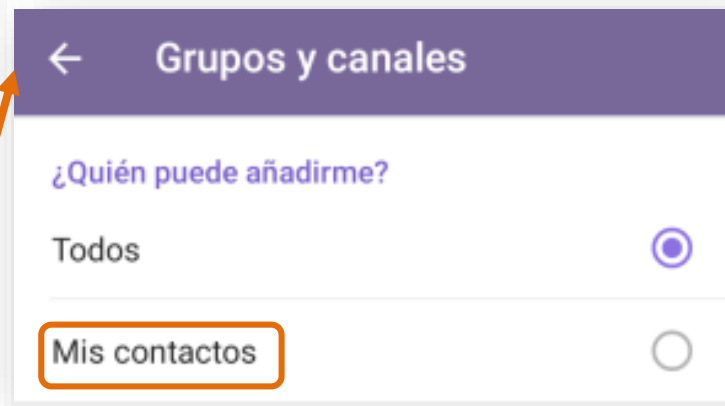 Grupos y canales
¿Quién puede añadirme?
Todos
Mis contactos